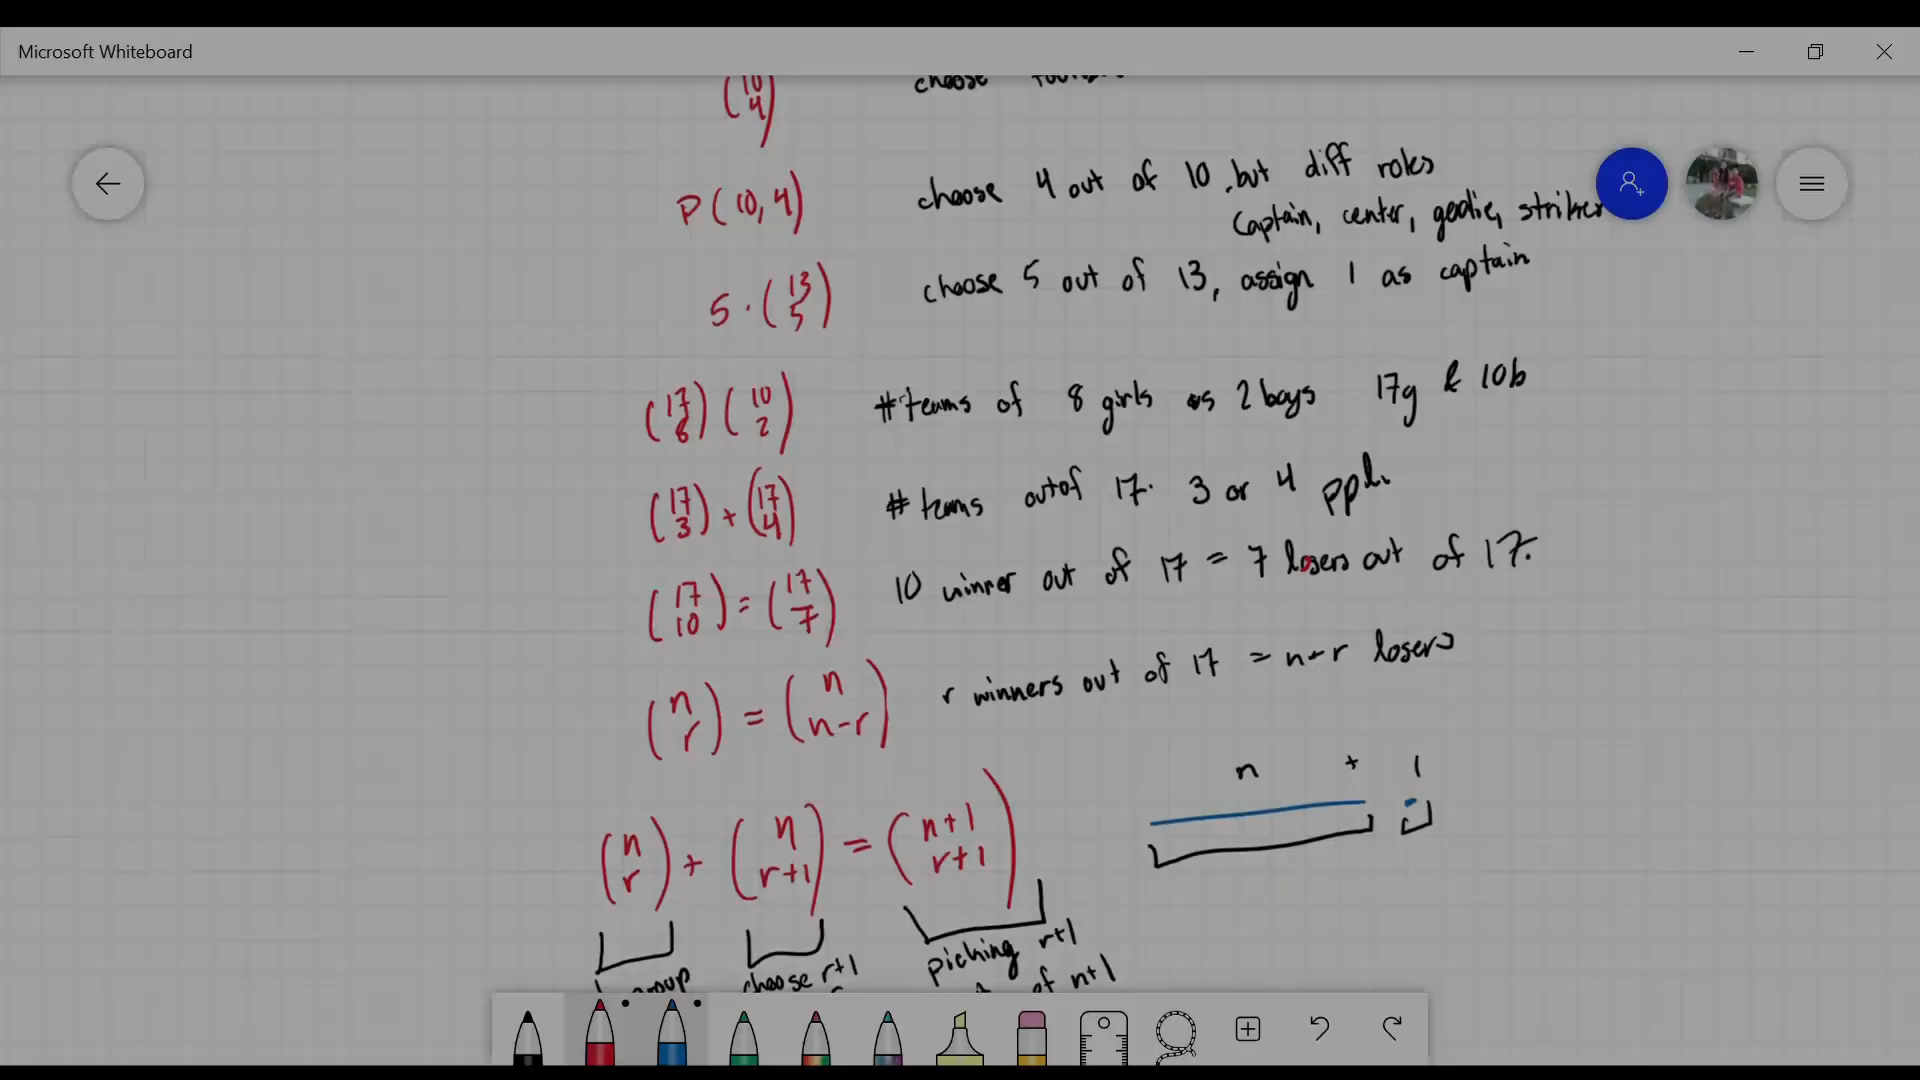 Microsoft Whiteboard
(10 4) choose
P(10, 4) choose 4 out of 10, but diff roles
Captain, center, goalie, striker
5 · (13 5) choose 5 out of 13, assign 1 as captain
(17 8) (10 2) # teams of 8 girls 2 boys 17g & 10b
(17 3) + (17 4) # teams out of 17. 3 or 4 ppl.
(17 10) = (17 7) 10 winner out of 17 = 7 losers out of 17.
(n r) = (n n-r) r winners out of 17 = n-r losers
n + 1
(n r) + (n r+1) = (n+1 r+1)
group choose r+1 picking r+1
of n+1